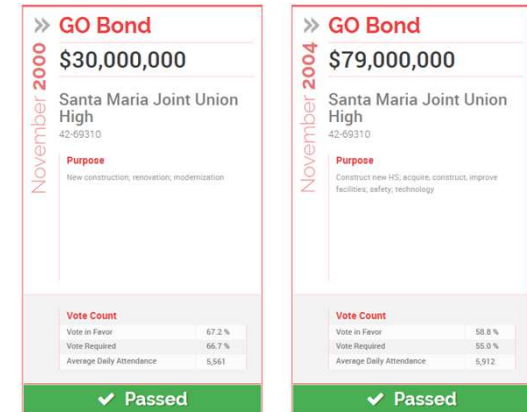 GO Bond
November 2000
$30,000,000
Santa Maria Joint Union
High
42-69310
Purpose
New construction; renovation; modernization
Vote Count
Vote in Favor 67.2 %
Vote Required 66.7 %
Average Daily Attendance 5,561
Passed
GO Bond
November 2004
$79,000,000
Santa Maria Joint Union
High
42-69310
Purpose
Construct new HS; acquire, construct, improve
facilities; safety; technology
Vote Count
Vote in Favor 58.8 %
Vote Required 55.0 %
Average Daily Attendance 5,912
Passed